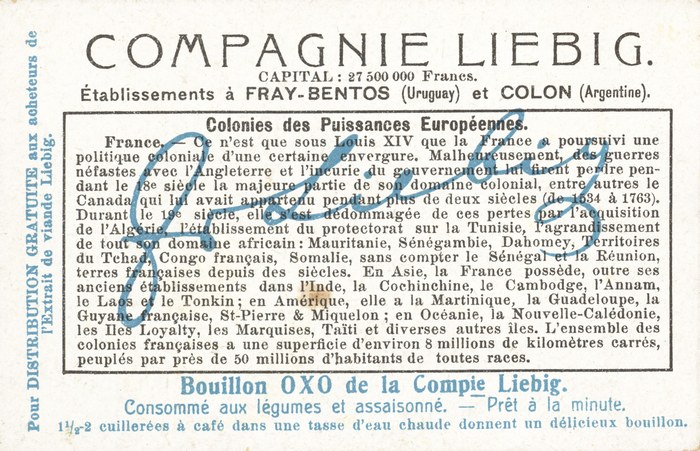 COMPAGNIE LIEBIG.
CAPITAL : 27 500 000 Francs.
Établissements à FRAY-BENTOS (Uruguay) et COLON (Argentine).
Colonies des Puissances Européennes.
France. — Ce n'est que sous Louis XIV que la France a poursuivi une
politique coloniale d'une certaine envergure. Malheureusement, des guerres
néfastes avec l'Angleterre et l'incurie du gouvernement lui firent perdre pen-
dant le 18e siècle la majeure partie de son domaine colonial, entre autres le
Canada qui lui avait appartenu pendant plus de deux siècles (de 1534 à 1763).
Durant le 19e siècle, elle s'est dédommagée de ces pertes par l'acquisition
de l'Algérie, l'établissement du protectorat sur la Tunisie, l'agrandissement
de tout son domaine africain : Mauritanie, Sénégambie, Dahomey, Territoires
du Tchad, Congo français, Somalie, sans compter le Sénégal et la Réunion,
terres françaises depuis des siècles. En Asie, la France possède, outre ses
anciens établissements dans l'Inde, la Cochinchine, le Cambodge, l'Annam,
le Laos et le Tonkin ; en Amérique, elle a la Martinique, la Guadeloupe, la
Guyane française, St-Pierre & Miquelon ; en Océanie, la Nouvelle-Calédonie,
les Iles Loyalty, les Marquises, Taïti et diverses autres îles. L'ensemble des
colonies françaises a une superficie d'environ 8 millions de kilomètres carrés,
peuplés par près de 50 millions d'habitants de toutes races.
J. v. Liebig
Bouillon OXO de la Compie Liebig.
Consommé aux légumes et assaisonné. — Prêt à la minute.
1½-2 cuillerées à café dans une tasse d'eau chaude donnent un délicieux bouillon.
Pour DISTRIBUTION GRATUITE aux acheteurs de
l'Extrait de viande Liebig.